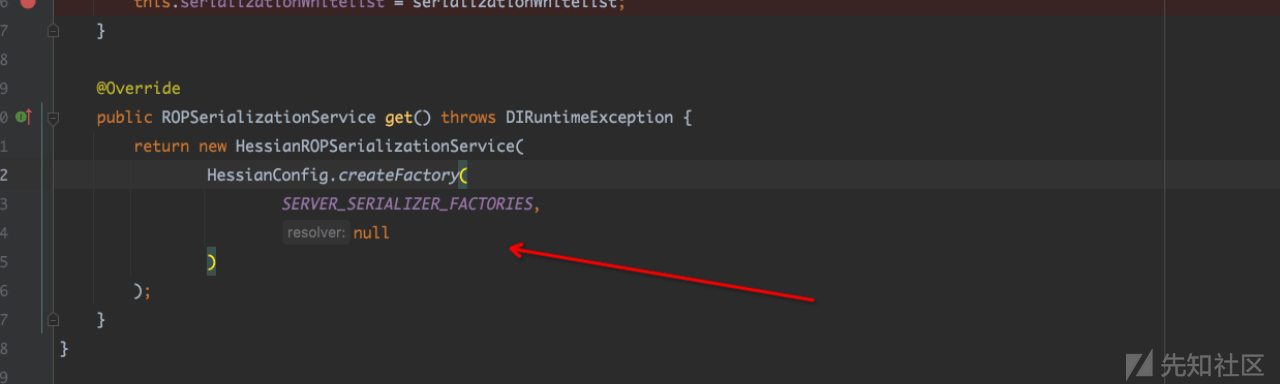 6 this.serializationWhitelist = serializationWhitelist;
7 }
8
9 @Override
0 public ROPSerializationService get() throws DIRuntimeException {
1 return new HessianROPSerializationService(
2 HessianConfig.createFactory(
3 SERVER_SERIALIZER_FACTORIES,
4 resolver: null
5 )
6 );
7 }
8 }
9
先知社区